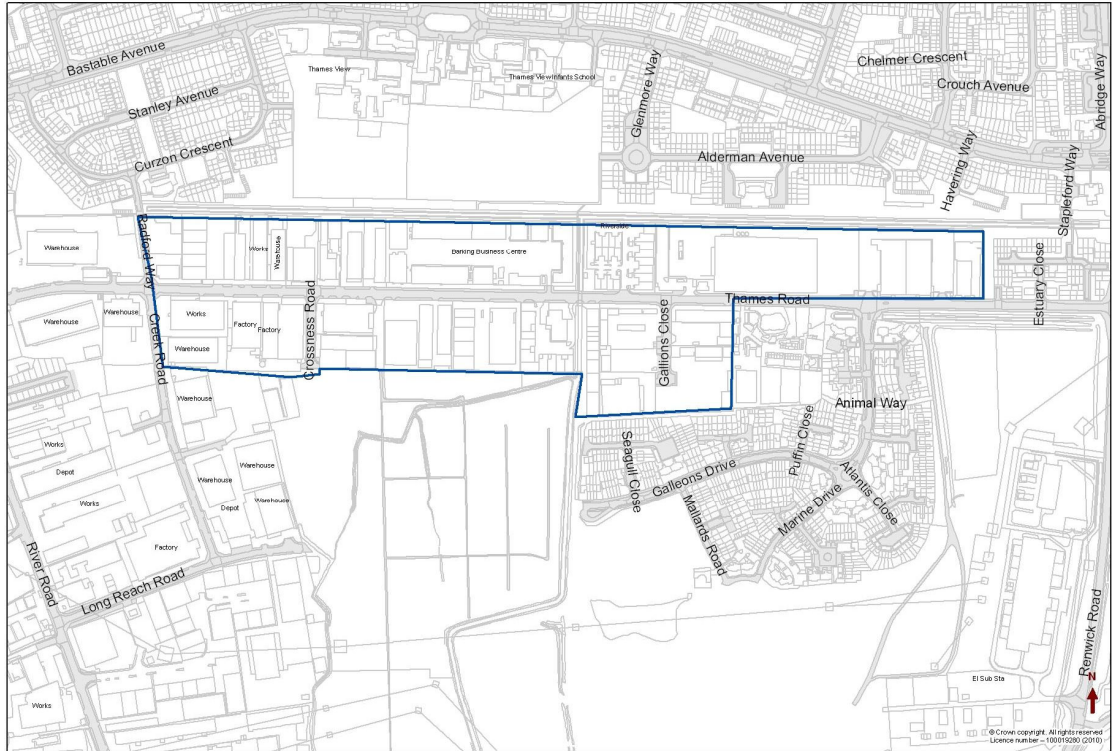 Bastable Avenue
Stanley Avenue
Curzon Crescent
Thames View
Thames View Infants School
Glenmore Way
Chelmer Crescent
Crouch Avenue
Abridge Way
Alderman Avenue
Havering Way
Stapleford Way
Estuary Close
Radford Way
Warehouse
Works
Warehouse
Barking Business Centre
Riverside
Thames Road
Warehouse
Warehouse
Works
Warehouse
Factory
Factory
Crossness Road
Creek Road
Gallions Close
Warehouse
Animal Way
Seagull Close
Puffin Close
Galleons Drive
Atlantis Close
Marine Drive
Mallards Road
Works
Depot
Works
Warehouse
Warehouse
Depot
Factory
River Road
Long Reach Road
Works
Renwick Road
El Sub Sta
N
© Crown copyright. All rights reserved
Licence number – 100019280 (2010)